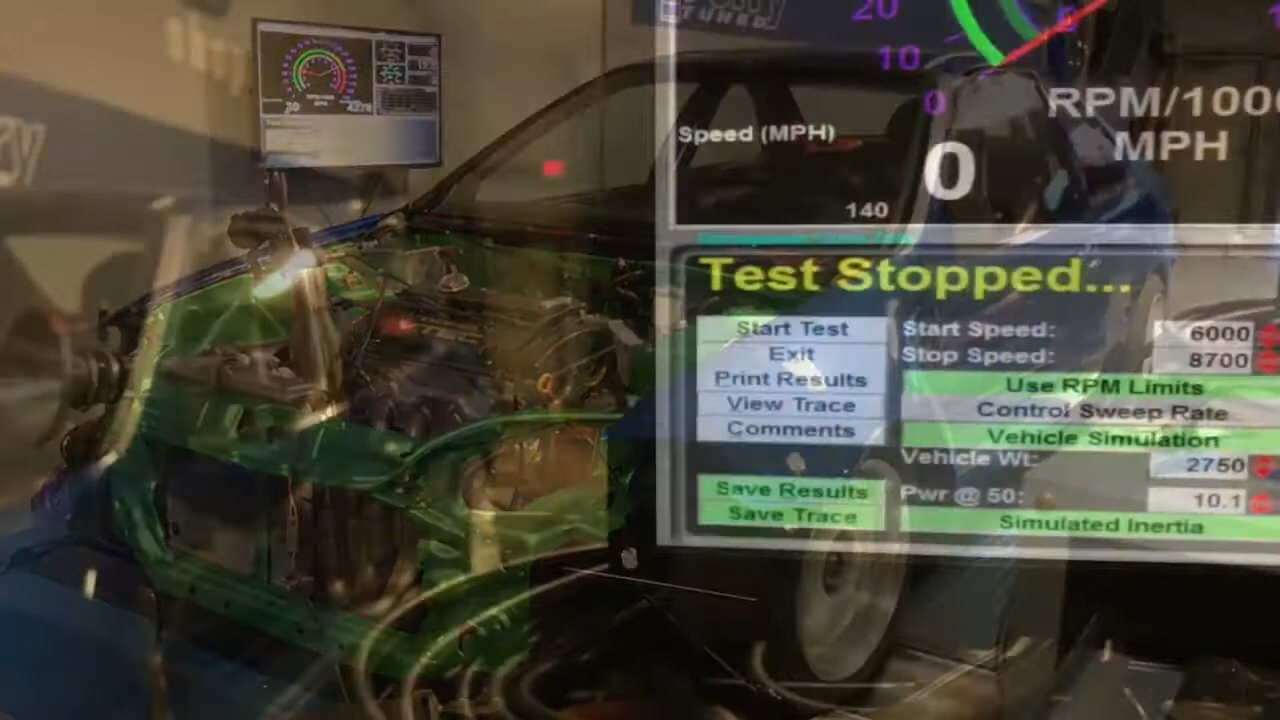 TUNED
20
10
0
5
RPM/1000
MPH
Speed (MPH)
0
140
Test Stopped...
Start Test
Exit
Print Results
View Trace
Comments
Save Results
Save Trace
Start Speed: 6000
Stop Speed: 8700
Use RPM Limits
Control Sweep Rate
Vehicle Simulation
Vehicle Wt: 2750
Pwr @ 50: 10.1
Simulated Inertia